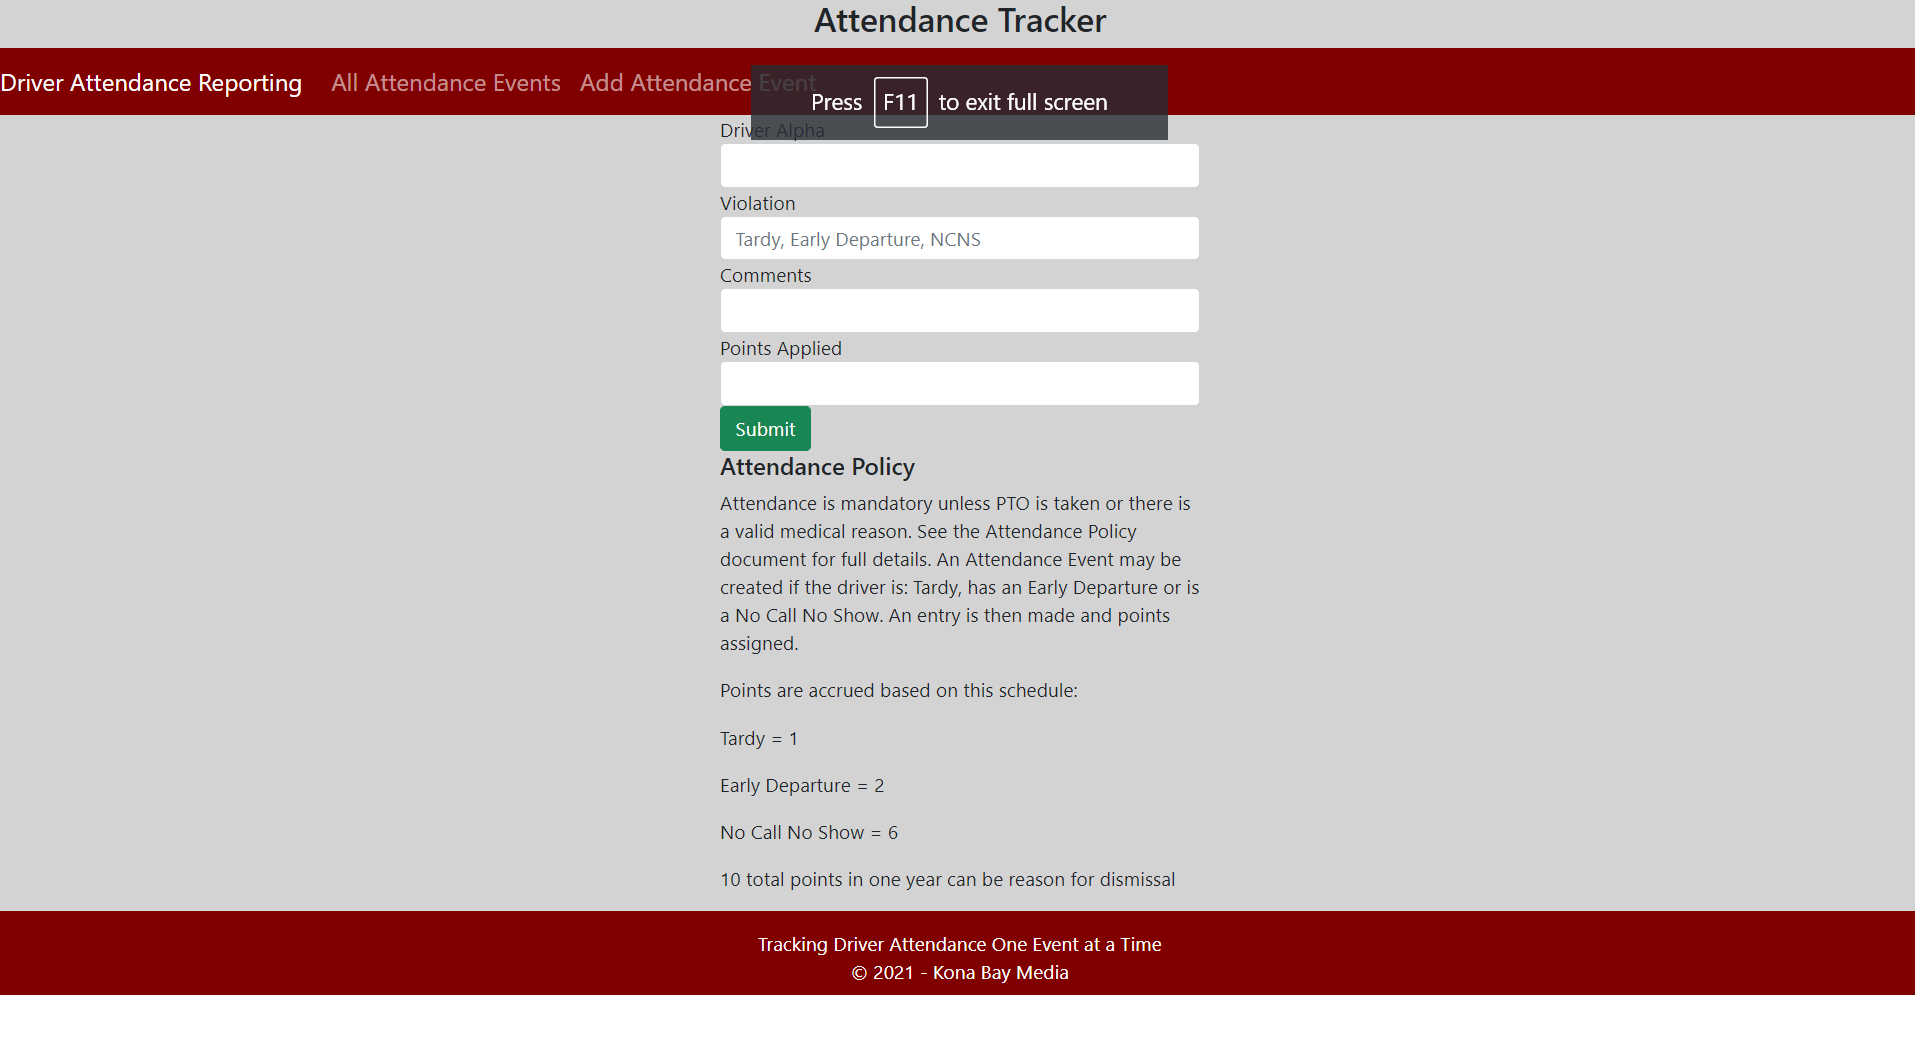 Attendance Tracker
Driver Attendance Reporting All Attendance Events Add Attendance Event
Press F11 to exit full screen
Driver Alpha
Violation
Tardy, Early Departure, NCNS
Comments
Points Applied
Submit
Attendance Policy
Attendance is mandatory unless PTO is taken or there is
a valid medical reason. See the Attendance Policy
document for full details. An Attendance Event may be
created if the driver is: Tardy, has an Early Departure or is
a No Call No Show. An entry is then made and points
assigned.
Points are accrued based on this schedule:
Tardy = 1
Early Departure = 2
No Call No Show = 6
10 total points in one year can be reason for dismissal
Tracking Driver Attendance One Event at a Time
© 2021 - Kona Bay Media